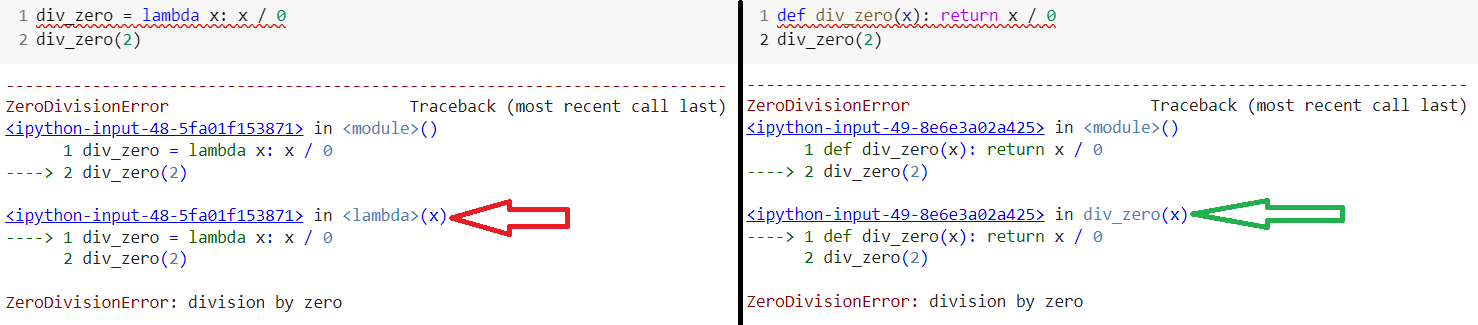 1 div_zero = lambda x: x / 0
2 div_zero(2)
---------------------------------------------------------------------------
ZeroDivisionError                         Traceback (most recent call last)
<ipython-input-48-5fa01f153871> in <module>()
      1 div_zero = lambda x: x / 0
----> 2 div_zero(2)
<ipython-input-48-5fa01f153871> in <lambda>(x)
----> 1 div_zero = lambda x: x / 0
      2 div_zero(2)
ZeroDivisionError: division by zero
1 def div_zero(x): return x / 0
2 div_zero(2)
---------------------------------------------------------------------------
ZeroDivisionError                         Traceback (most recent call last)
<ipython-input-49-8e6e3a02a425> in <module>()
      1 def div_zero(x): return x / 0
----> 2 div_zero(2)
<ipython-input-49-8e6e3a02a425> in div_zero(x)
----> 1 def div_zero(x): return x / 0
      2 div_zero(2)
ZeroDivisionError: division by zero